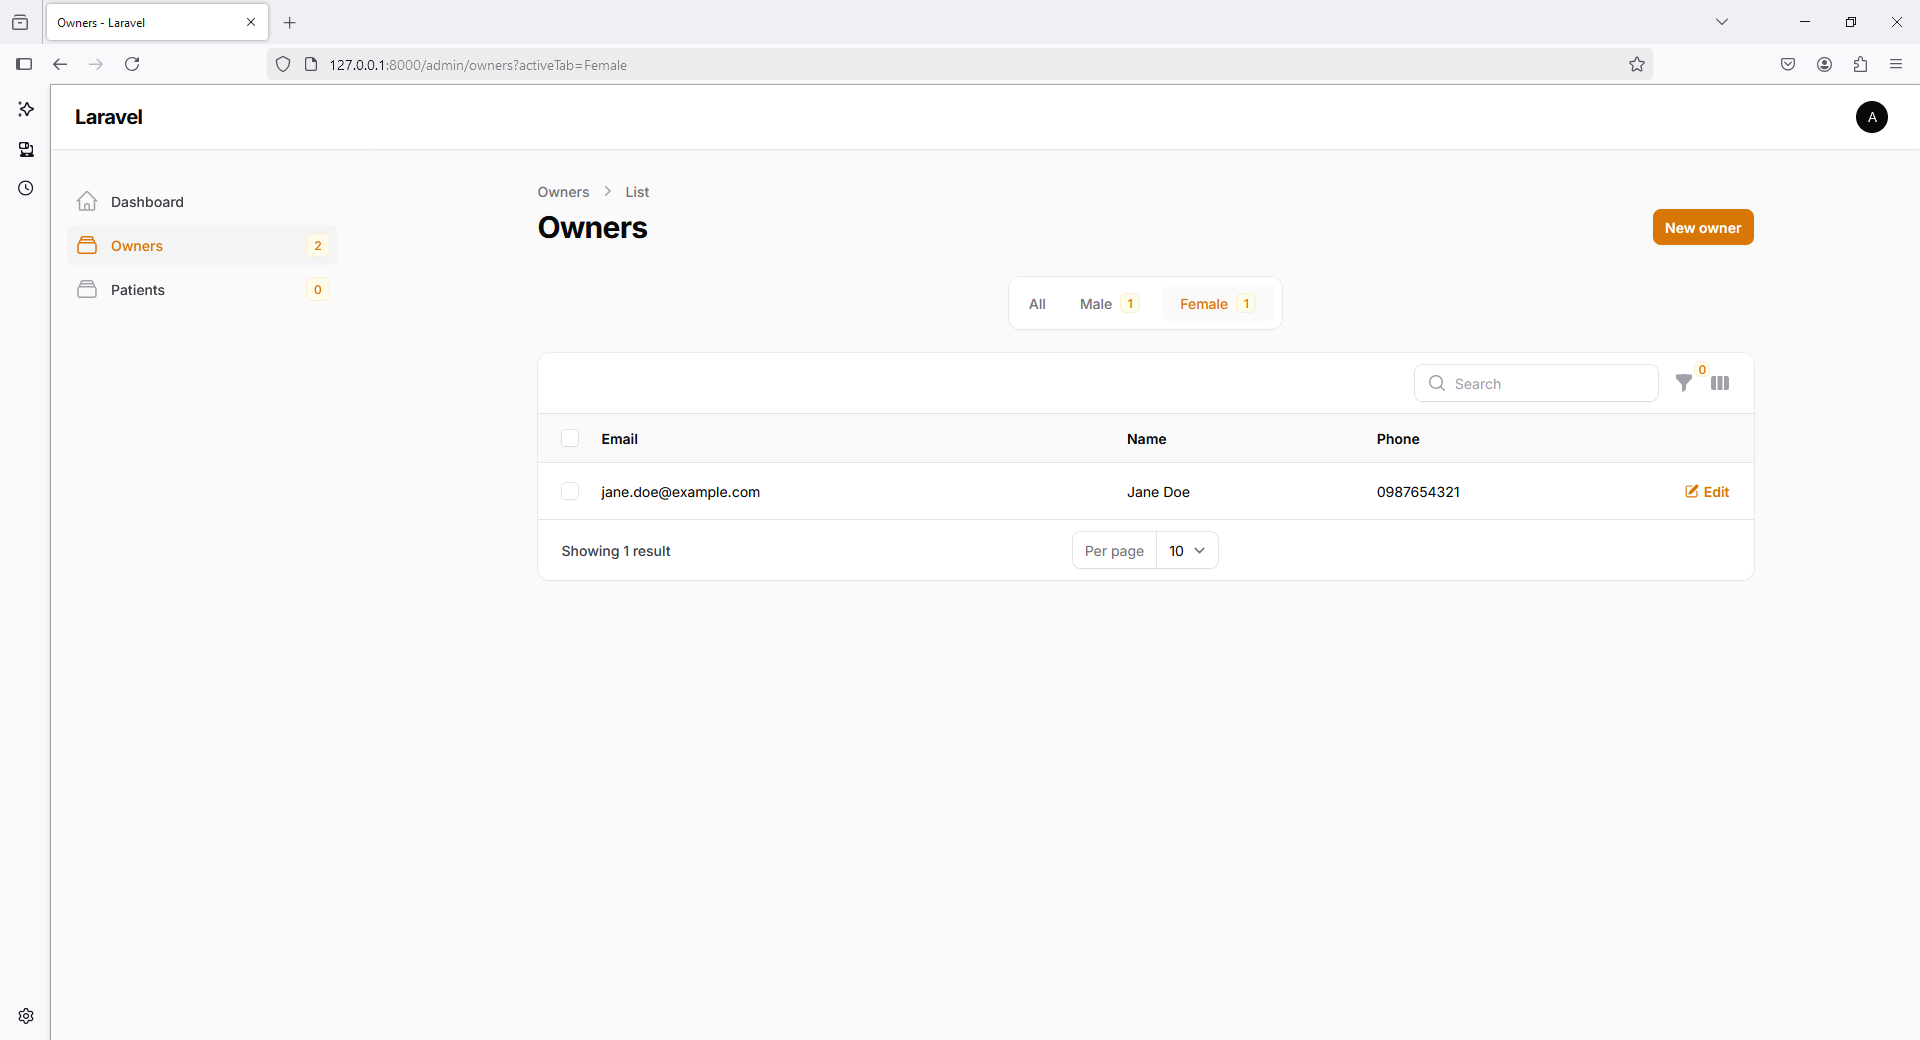 Owners - Laravel
127.0.0.1:8000/admin/owners?activeTab=Female
Laravel
A
Dashboard
Owners 2
Patients 0
Owners List
Owners
New owner
All Male 1 Female 1
Search
0
Email Name Phone
jane.doe@example.com Jane Doe 0987654321 Edit
Showing 1 result
Per page 10